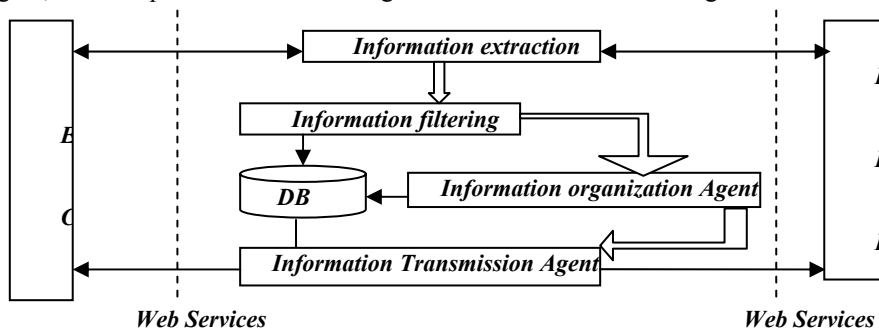 Information extraction
Information filtering
DB
Information organization Agent
Information Transmission Agent
Web Services
Web Services